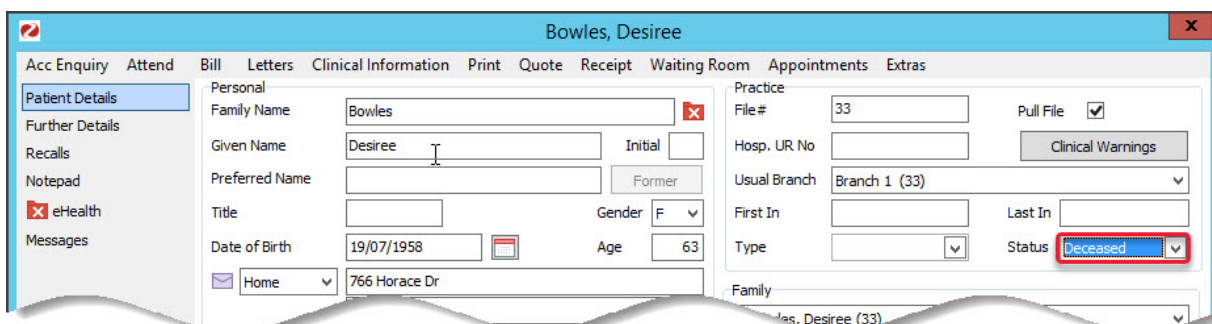 Bowles, Desiree
x
Acc Enquiry Attend Bill Letters Clinical Information Print Quote Receipt Waiting Room Appointments Extras
Patient Details
Further Details
Recalls
Notepad
eHealth
Messages
Personal
Family Name Bowles
Given Name Desiree Initial
Preferred Name Former
Title Gender F
Date of Birth 19/07/1958 Age 63
Home 766 Horace Dr
Practice
File# 33 Pull File
Hosp. UR No Clinical Warnings
Usual Branch Branch 1 (33)
First In Last In
Type Status Deceased
Family
Desiree (33)